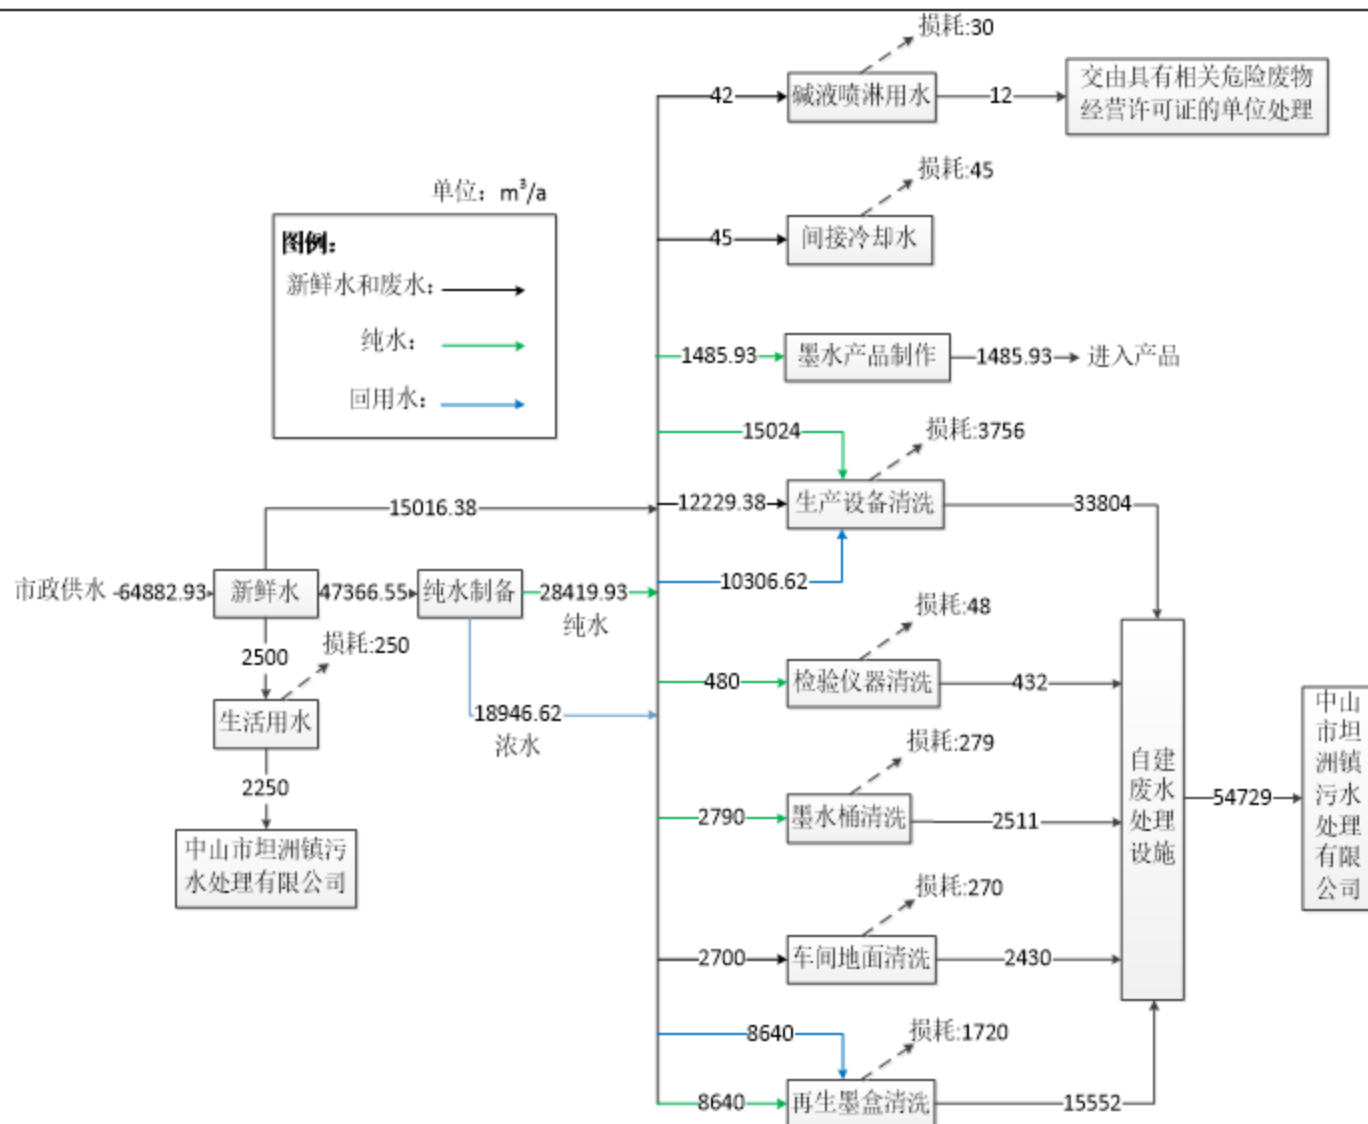 损耗:30
42
碱液喷淋用水
12
交由具有相关危险废物
经营许可证的单位处理
损耗:45
单位：m³/a
45
间接冷却水
图例：
新鲜水和废水：
纯水：
回用水：
1485.93
墨水产品制作
1485.93
进入产品
15024
损耗:3756
15016.38
12229.38
生产设备清洗
33804
市政供水
64882.93
新鲜水
47366.55
纯水制备
28419.93
纯水
10306.62
损耗:48
2500
损耗:250
480
检验仪器清洗
432
生活用水
18946.62
浓水
损耗:279
2250
2790
墨水桶清洗
2511
自建
废水
处理
设施
54729
中山
市坦
洲镇
污水
处理
有限
公司
中山市坦洲镇污
水处理有限公司
损耗:270
2700
车间地面清洗
2430
8640
损耗:1720
8640
再生墨盒清洗
15552